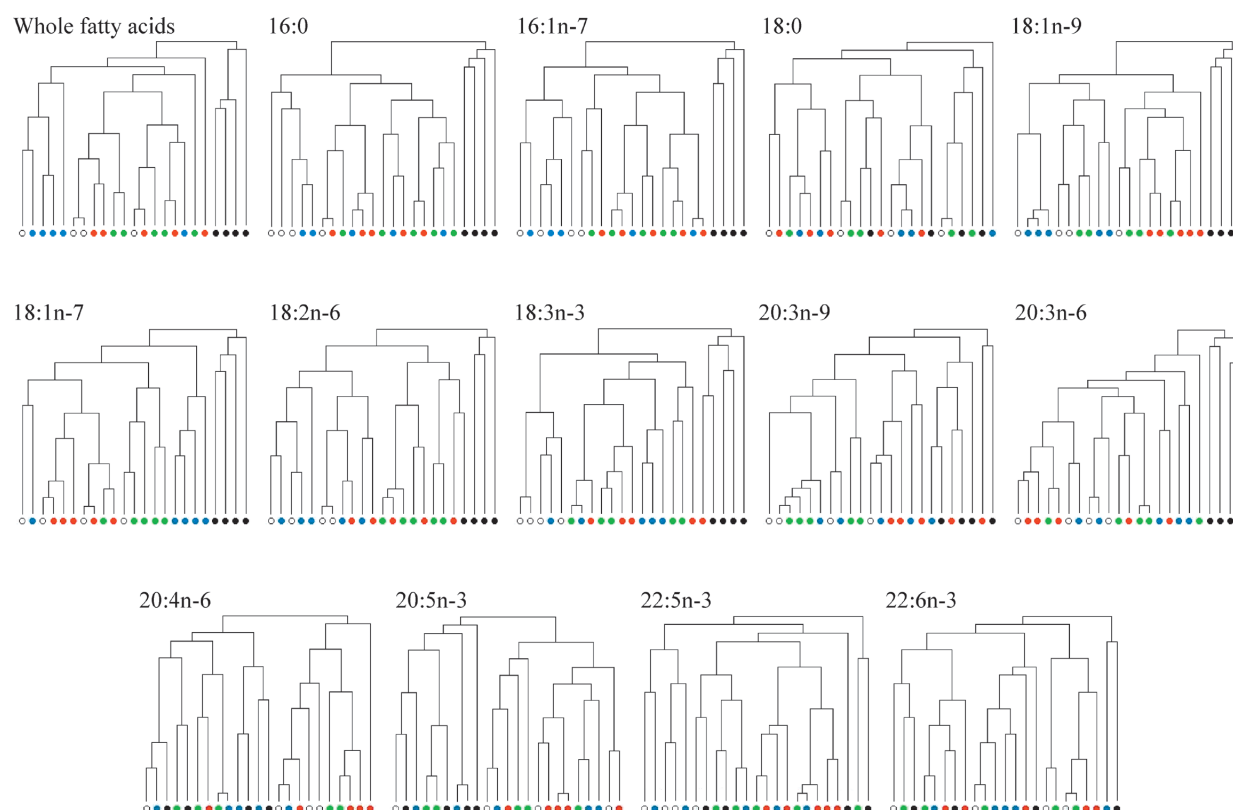 Whole fatty acids
16:0
16:1n-7
18:0
18:1n-9
18:1n-7
18:2n-6
18:3n-3
20:3n-9
20:3n-6
20:4n-6
20:5n-3
22:5n-3
22:6n-3